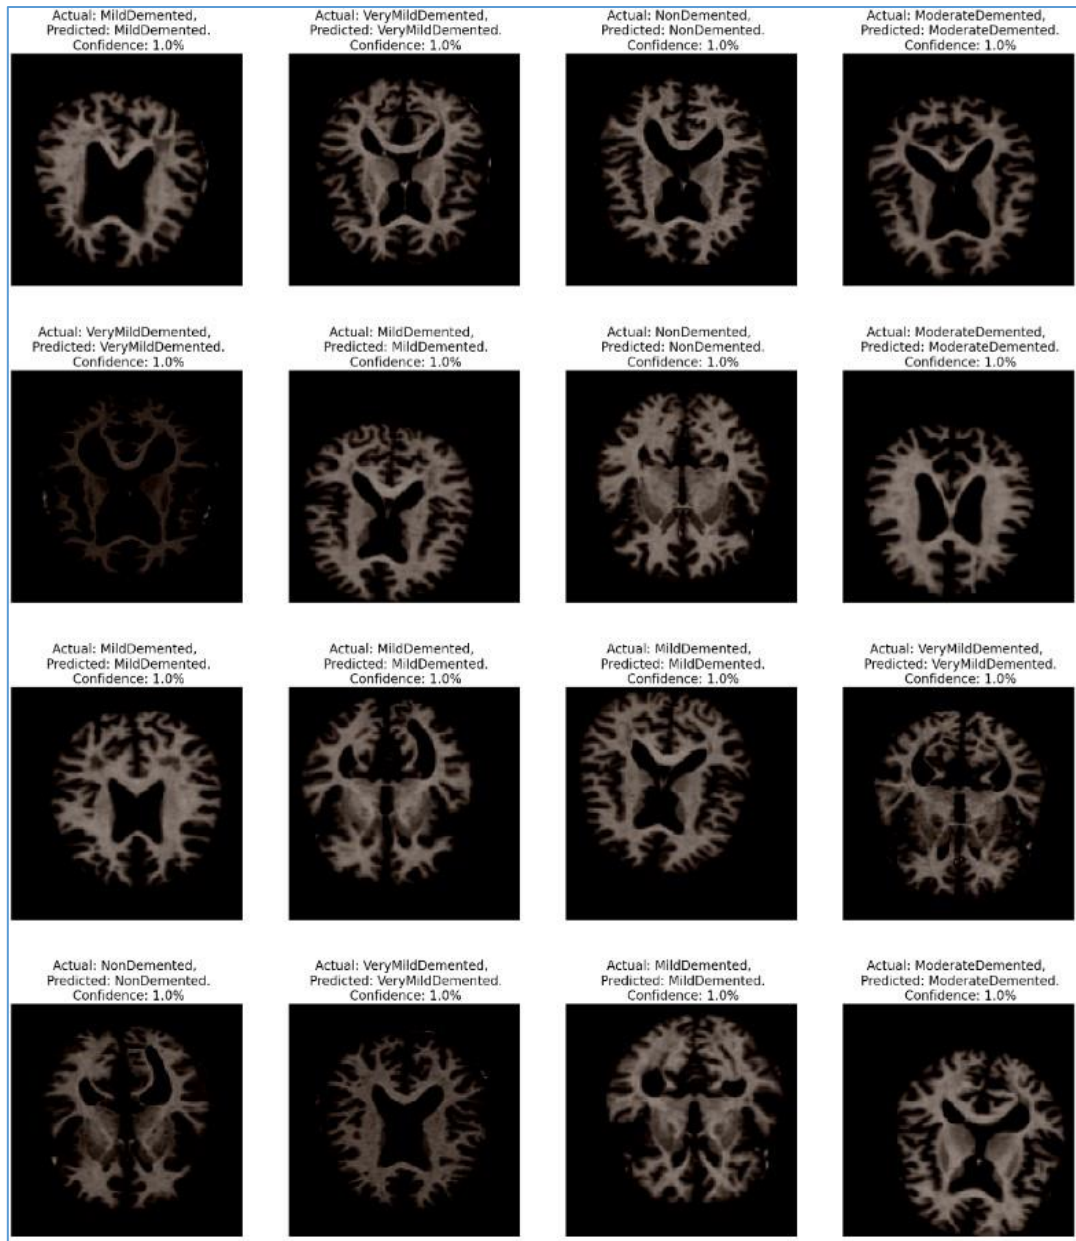 Actual: MildDemented,
Predicted: MildDemented.
Confidence: 1.0%
Actual: VeryMildDemented,
Predicted: VeryMildDemented.
Confidence: 1.0%
Actual: NonDemented,
Predicted: NonDemented.
Confidence: 1.0%
Actual: ModerateDemented,
Predicted: ModerateDemented.
Confidence: 1.0%
Actual: VeryMildDemented,
Predicted: VeryMildDemented.
Confidence: 1.0%
Actual: MildDemented,
Predicted: MildDemented.
Confidence: 1.0%
Actual: NonDemented,
Predicted: NonDemented.
Confidence: 1.0%
Actual: ModerateDemented,
Predicted: ModerateDemented.
Confidence: 1.0%
Actual: MildDemented,
Predicted: MildDemented.
Confidence: 1.0%
Actual: MildDemented,
Predicted: MildDemented.
Confidence: 1.0%
Actual: MildDemented,
Predicted: MildDemented.
Confidence: 1.0%
Actual: VeryMildDemented,
Predicted: VeryMildDemented.
Confidence: 1.0%
Actual: NonDemented,
Predicted: NonDemented.
Confidence: 1.0%
Actual: VeryMildDemented,
Predicted: VeryMildDemented.
Confidence: 1.0%
Actual: MildDemented,
Predicted: MildDemented.
Confidence: 1.0%
Actual: ModerateDemented,
Predicted: ModerateDemented.
Confidence: 1.0%